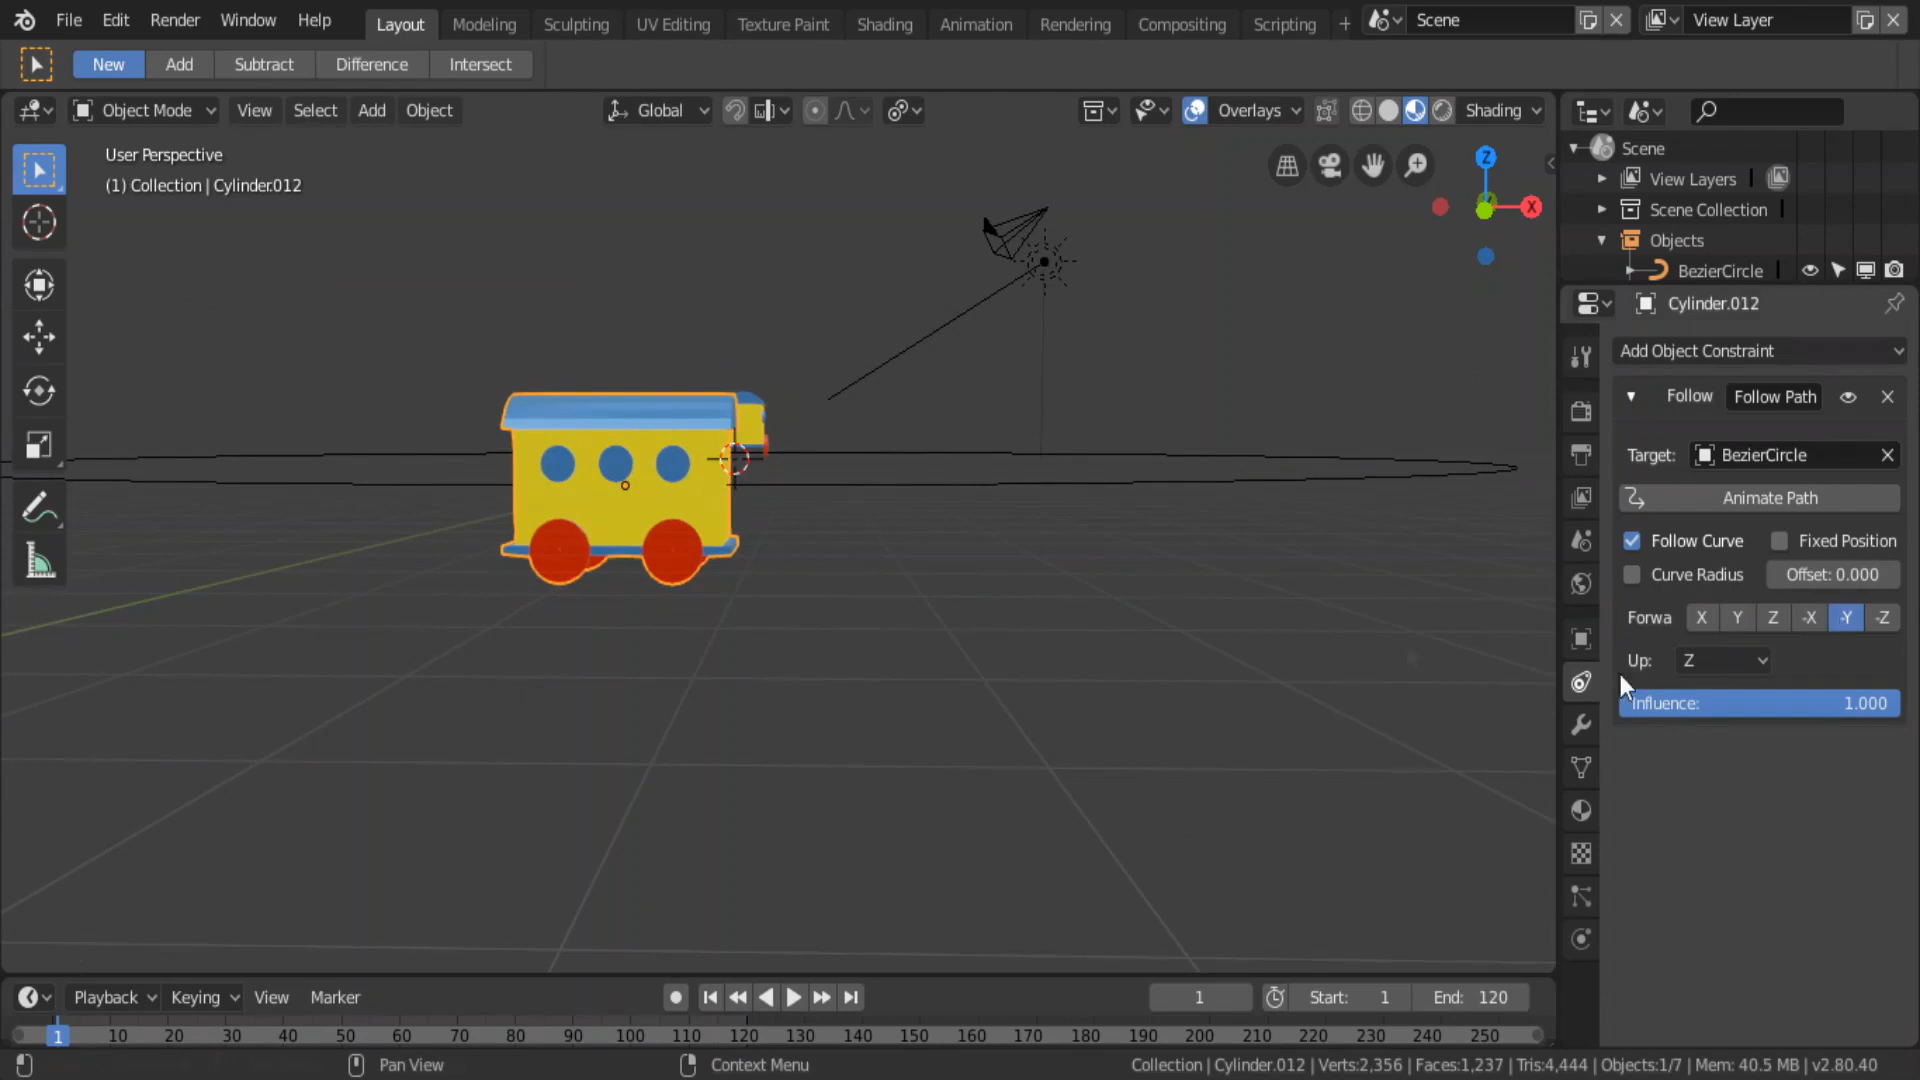 File Edit Render Window Help Layout Modeling Sculpting UV Editing Texture Paint Shading Animation Rendering Compositing Scripting + Scene View Layer
New Add Subtract Difference Intersect
Object Mode View Select Add Object Global Overlays Shading
User Perspective
(1) Collection | Cylinder.012
Z
X
Scene
View Layers
Scene Collection
Objects
BezierCircle
Cylinder.012
Add Object Constraint
Follow Follow Path
Target: BezierCircle
Animate Path
Follow Curve Fixed Position
Curve Radius Offset: 0.000
Forwa X Y Z -X -Y -Z
Up: Z
Influence: 1.000
Playback Keying View Marker 1 Start: 1 End: 120
1 10 20 30 40 50 60 70 80 90 100 110 120 130 140 150 160 170 180 190 200 210 220 230 240 250
Pan View Context Menu Collection | Cylinder.012 | Verts:2,356 | Faces:1,237 | Tris:4,444 | Objects:1/7 | Mem: 40.5 MB | v2.80.40